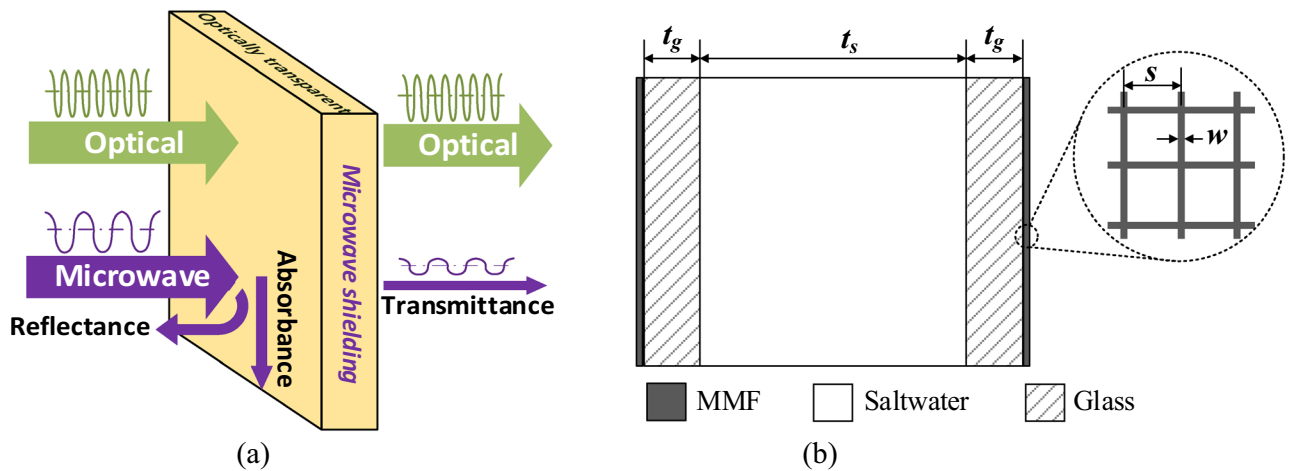 Optically transparent
Optical
Optical
Microwave
Microwave shielding
Absorbance
Transmittance
Reflectance
(a)
t_g
t_s
t_g
s
w
MMF
Saltwater
Glass
(b)